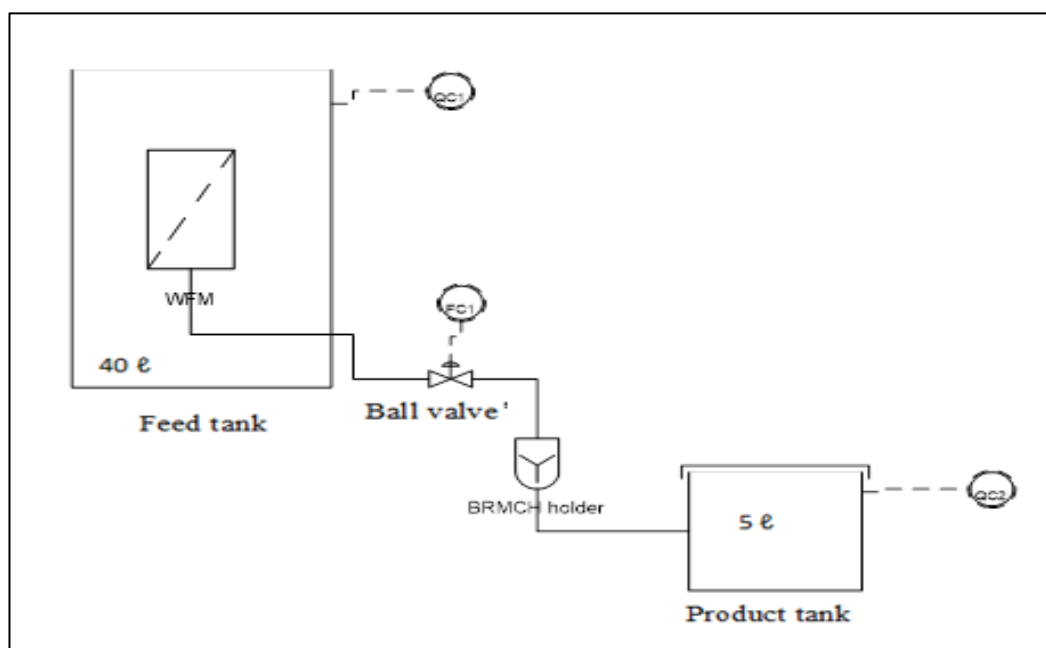 QC1
WFM
FC1
40 ℓ
Ball valve'
Feed tank
BRMCH holder
QC2
5 ℓ
Product tank